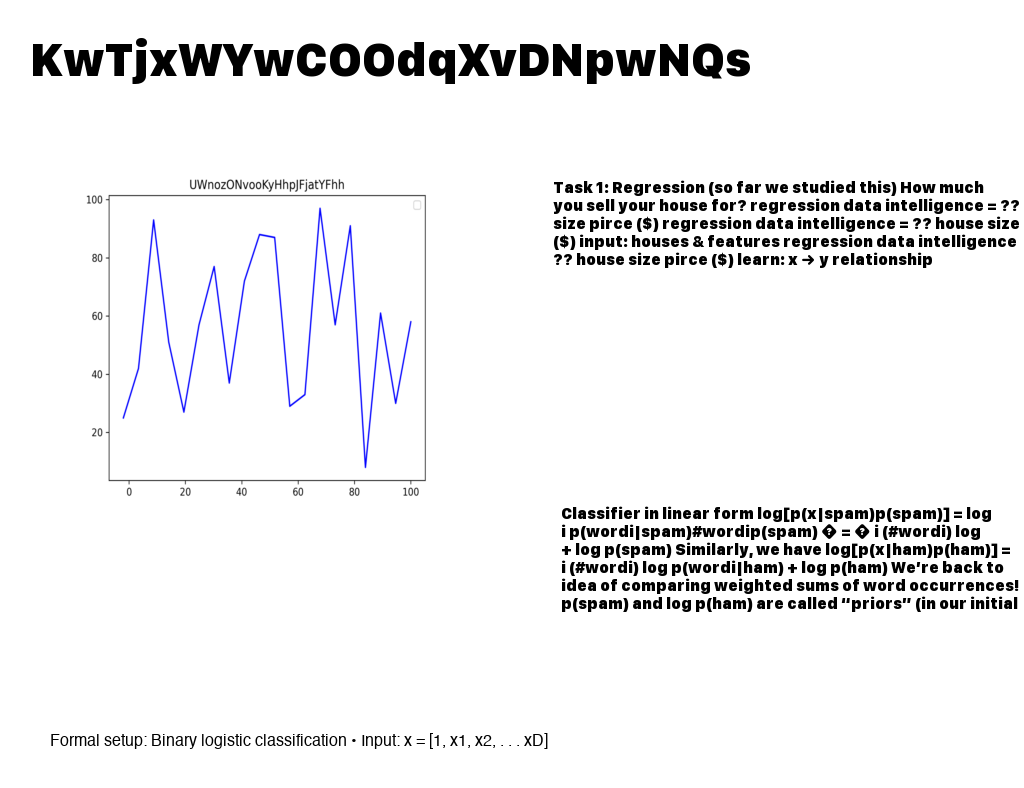 KwTjxWYwCOOdqXvDNpwNQs
UWnozONvooKyHhpJFjatYFhh
100
80
60
40
20
0 20 40 60 80 100
Task 1: Regression (so far we studied this) How much
you sell your house for? regression data intelligence = ??
size pirce ($) regression data intelligence = ?? house size
($) input: houses & features regression data intelligence
?? house size pirce ($) learn: x → y relationship
Classifier in linear form log[p(x|spam)p(spam)] = log
i p(wordi|spam)#wordip(spam) � = � i (#wordi) log
+ log p(spam) Similarly, we have log[p(x|ham)p(ham)] =
i (#wordi) log p(wordi|ham) + log p(ham) We’re back to
idea of comparing weighted sums of word occurrences!
p(spam) and log p(ham) are called “priors” (in our initial
Formal setup: Binary logistic classification • Input: x = [1, x1, x2, . . . xD]